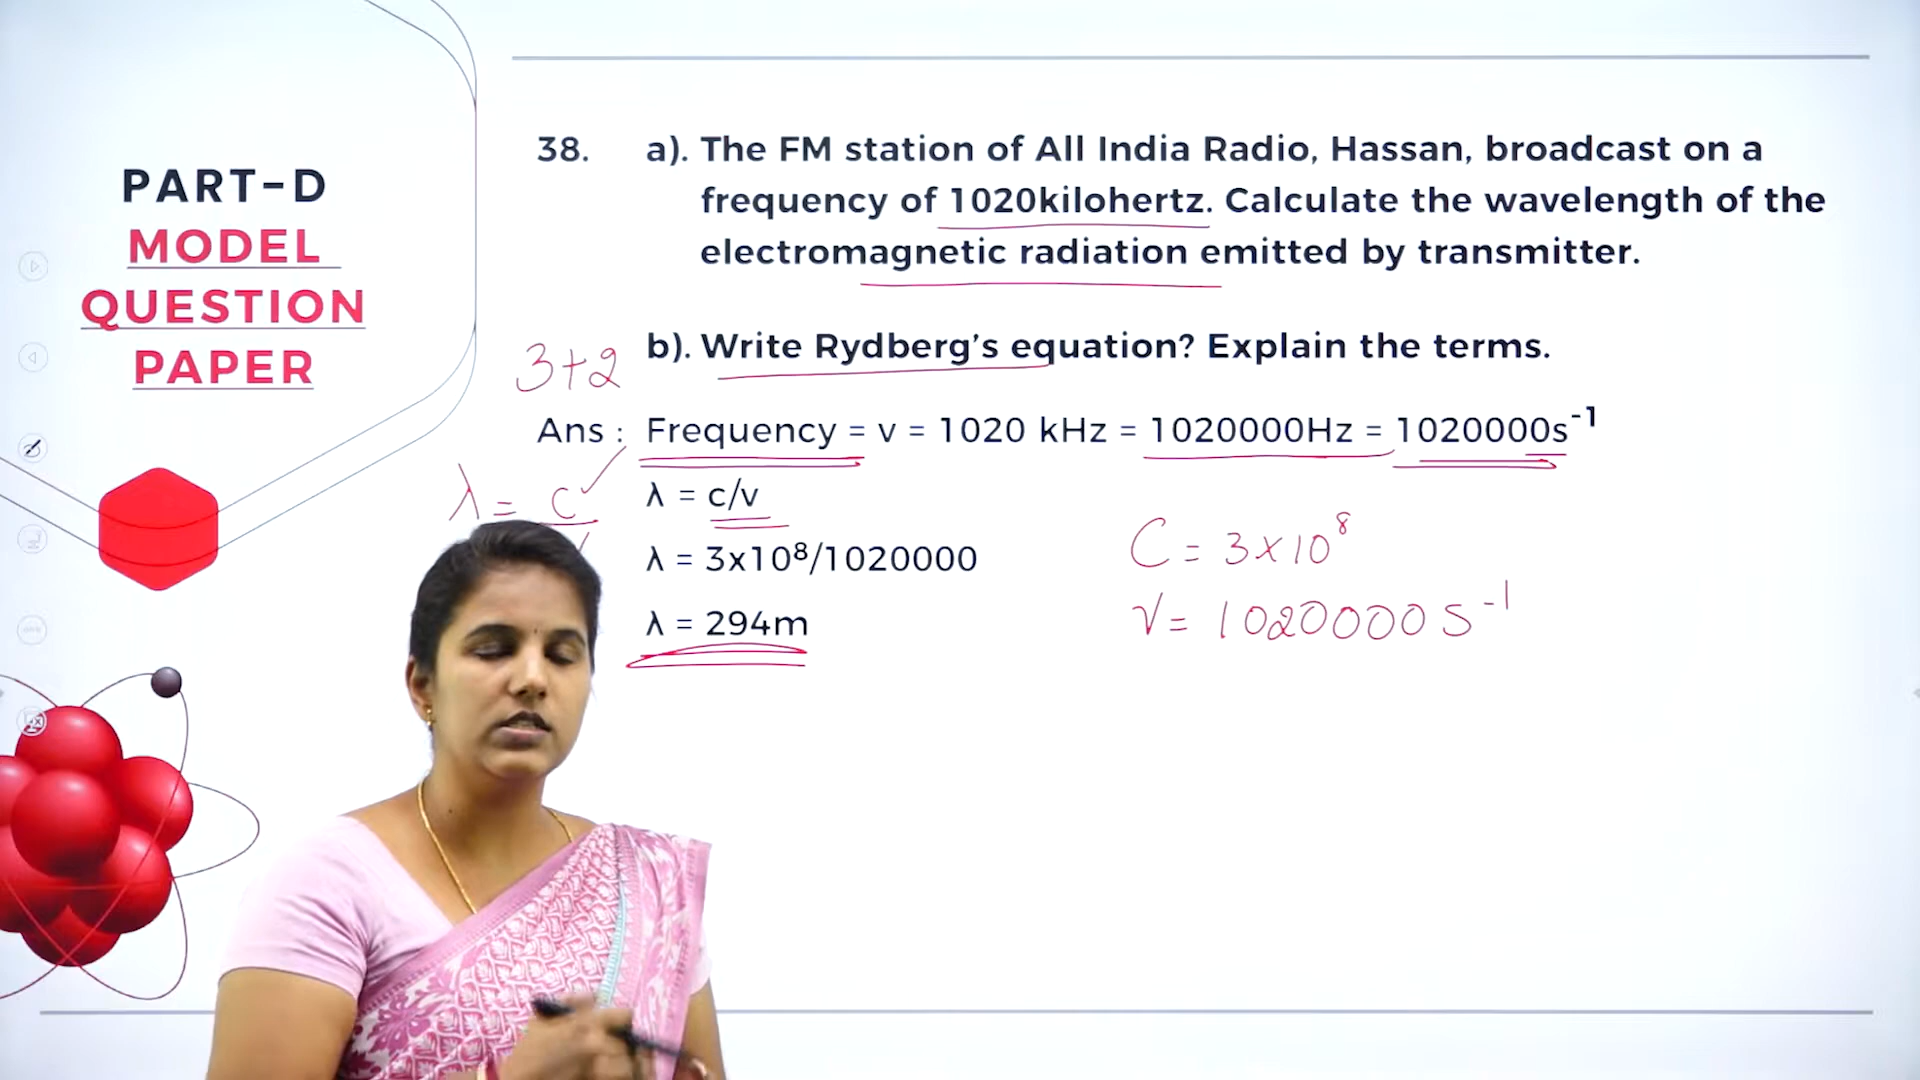 PART-D
MODEL
QUESTION
PAPER
38. a). The FM station of All India Radio, Hassan, broadcast on a
frequency of 1020kilohertz. Calculate the wavelength of the
electromagnetic radiation emitted by transmitter.
b). Write Rydberg's equation? Explain the terms.
3+2
Ans : Frequency = v = 1020 kHz = 1020000Hz = 1020000s⁻¹
λ = c
λ = c/v
λ = 3x10⁸/1020000
λ = 294m
C = 3×10⁸
ν = 1020000 S⁻¹